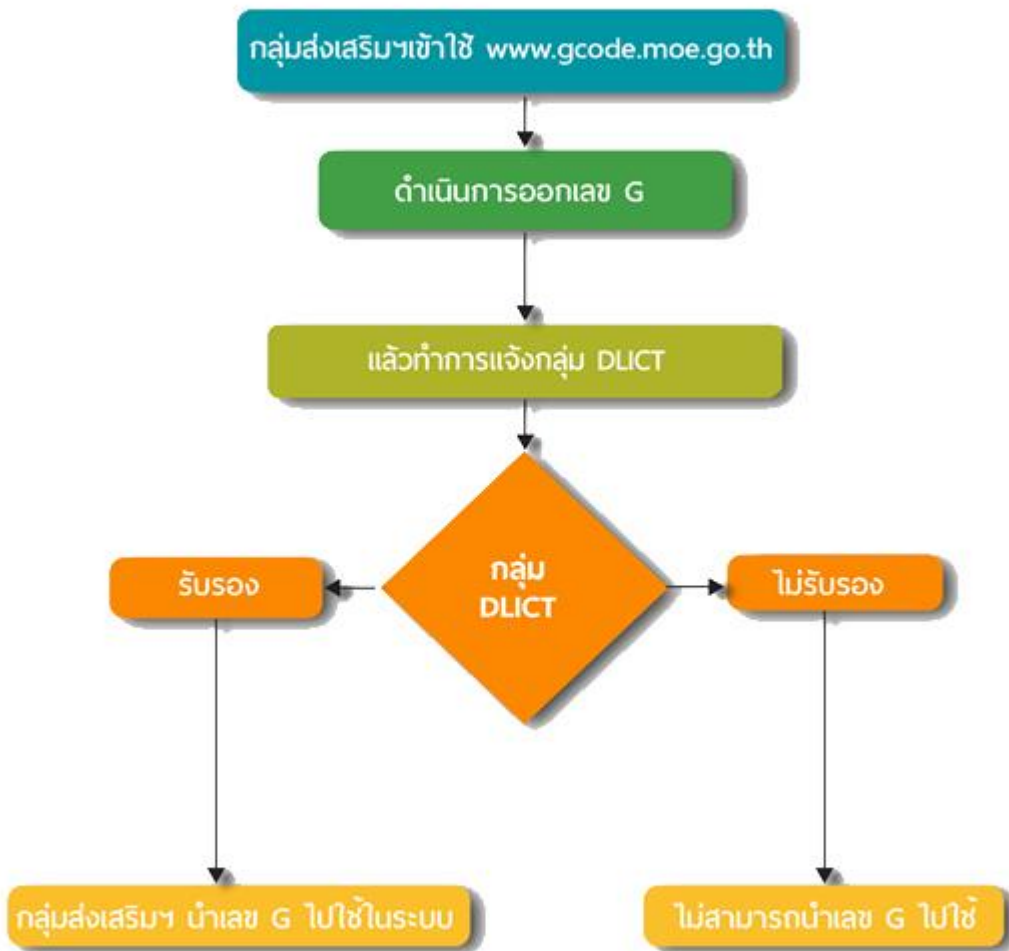 กลุ่มส่งเสริมฯเข้าใช้ www.gcode.moe.go.th
ดำเนินการออกเลข G
แล้วทำการแจ้งกลุ่ม DLICT
กลุ่ม
DLICT
รับรอง
ไม่รับรอง
กลุ่มส่งเสริมฯ นำเลข G ไปใช้ในระบบ
ไม่สามารถนำเลข G ไปใช้